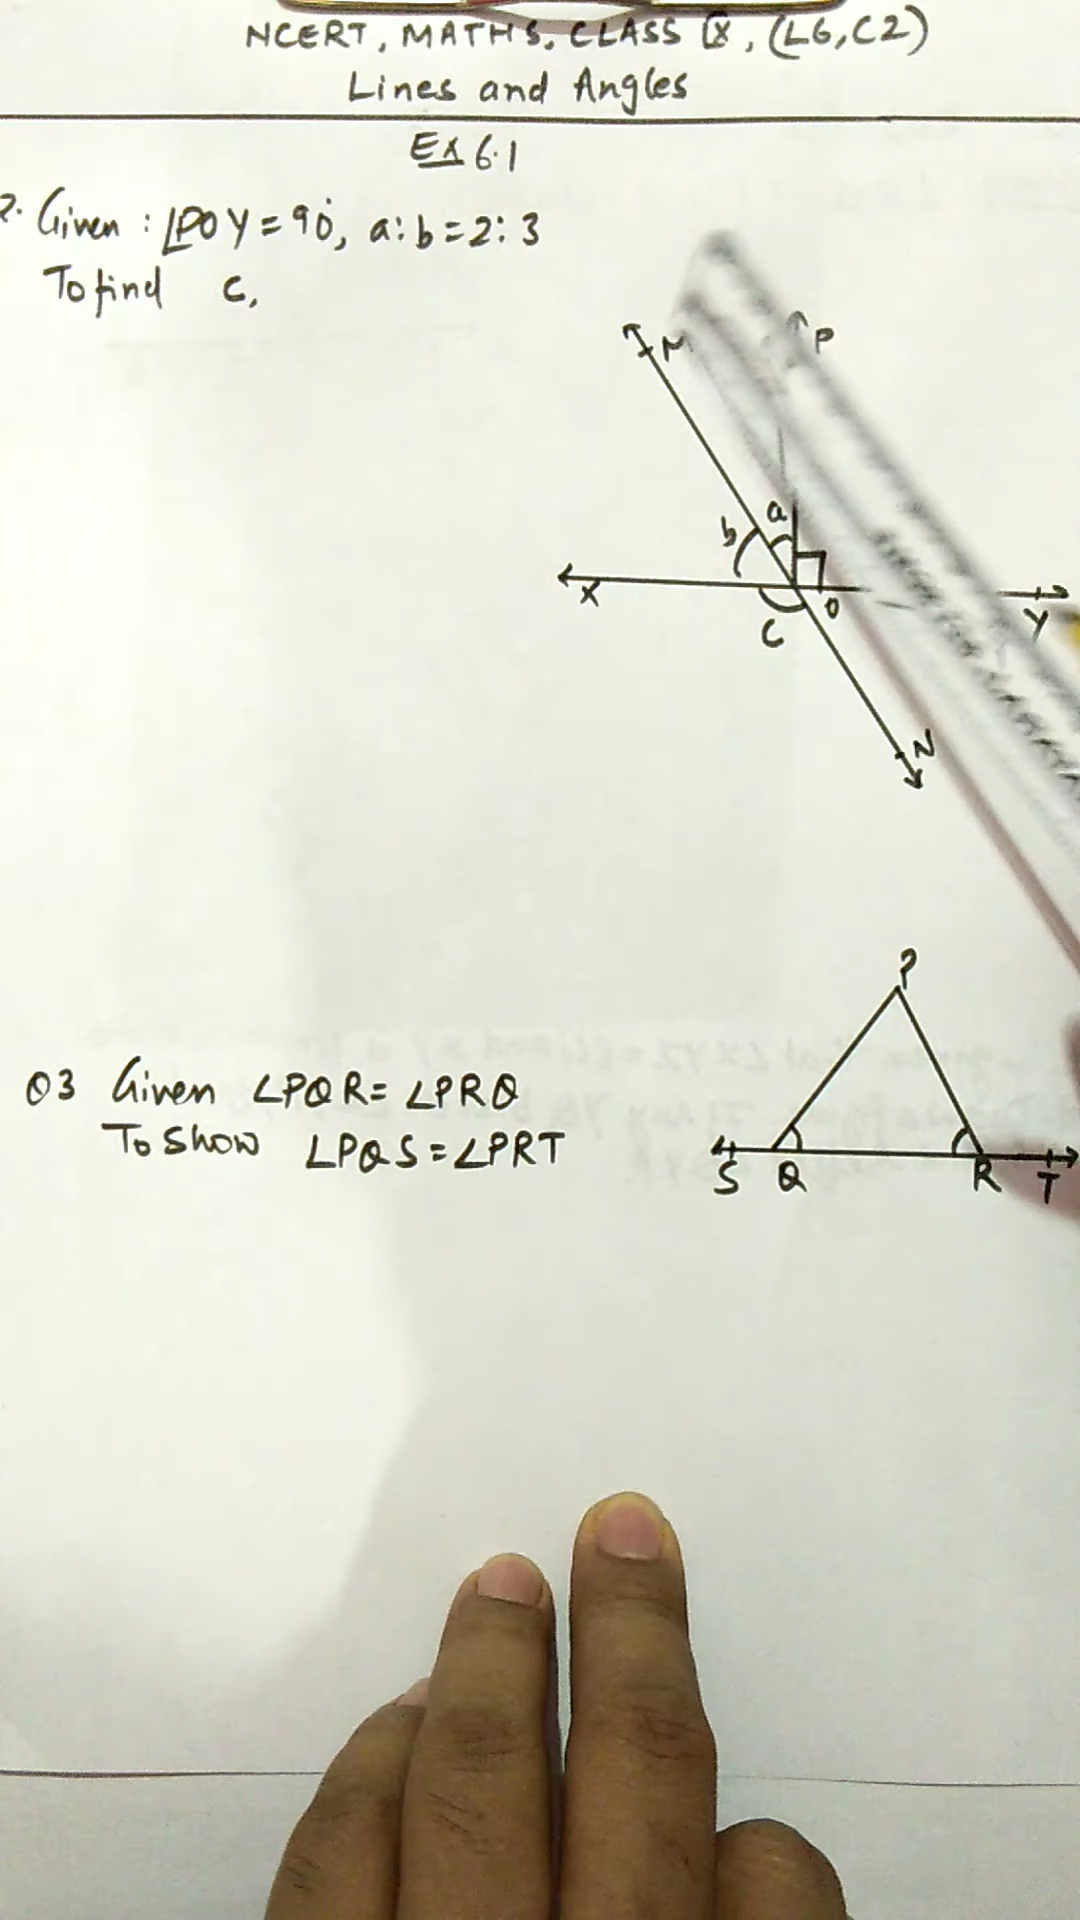 NCERT, MATHS, CLASS IX, (L6, C2)
Lines and Angles
Ex 6.1
2. Given : ∠POY = 90°, a:b = 2:3
To find c,
M
P
a
b
X
O
Y
C
N
P
Q3 Given ∠PQR = ∠PRQ
To Show ∠PQS = ∠PRT
S Q R T